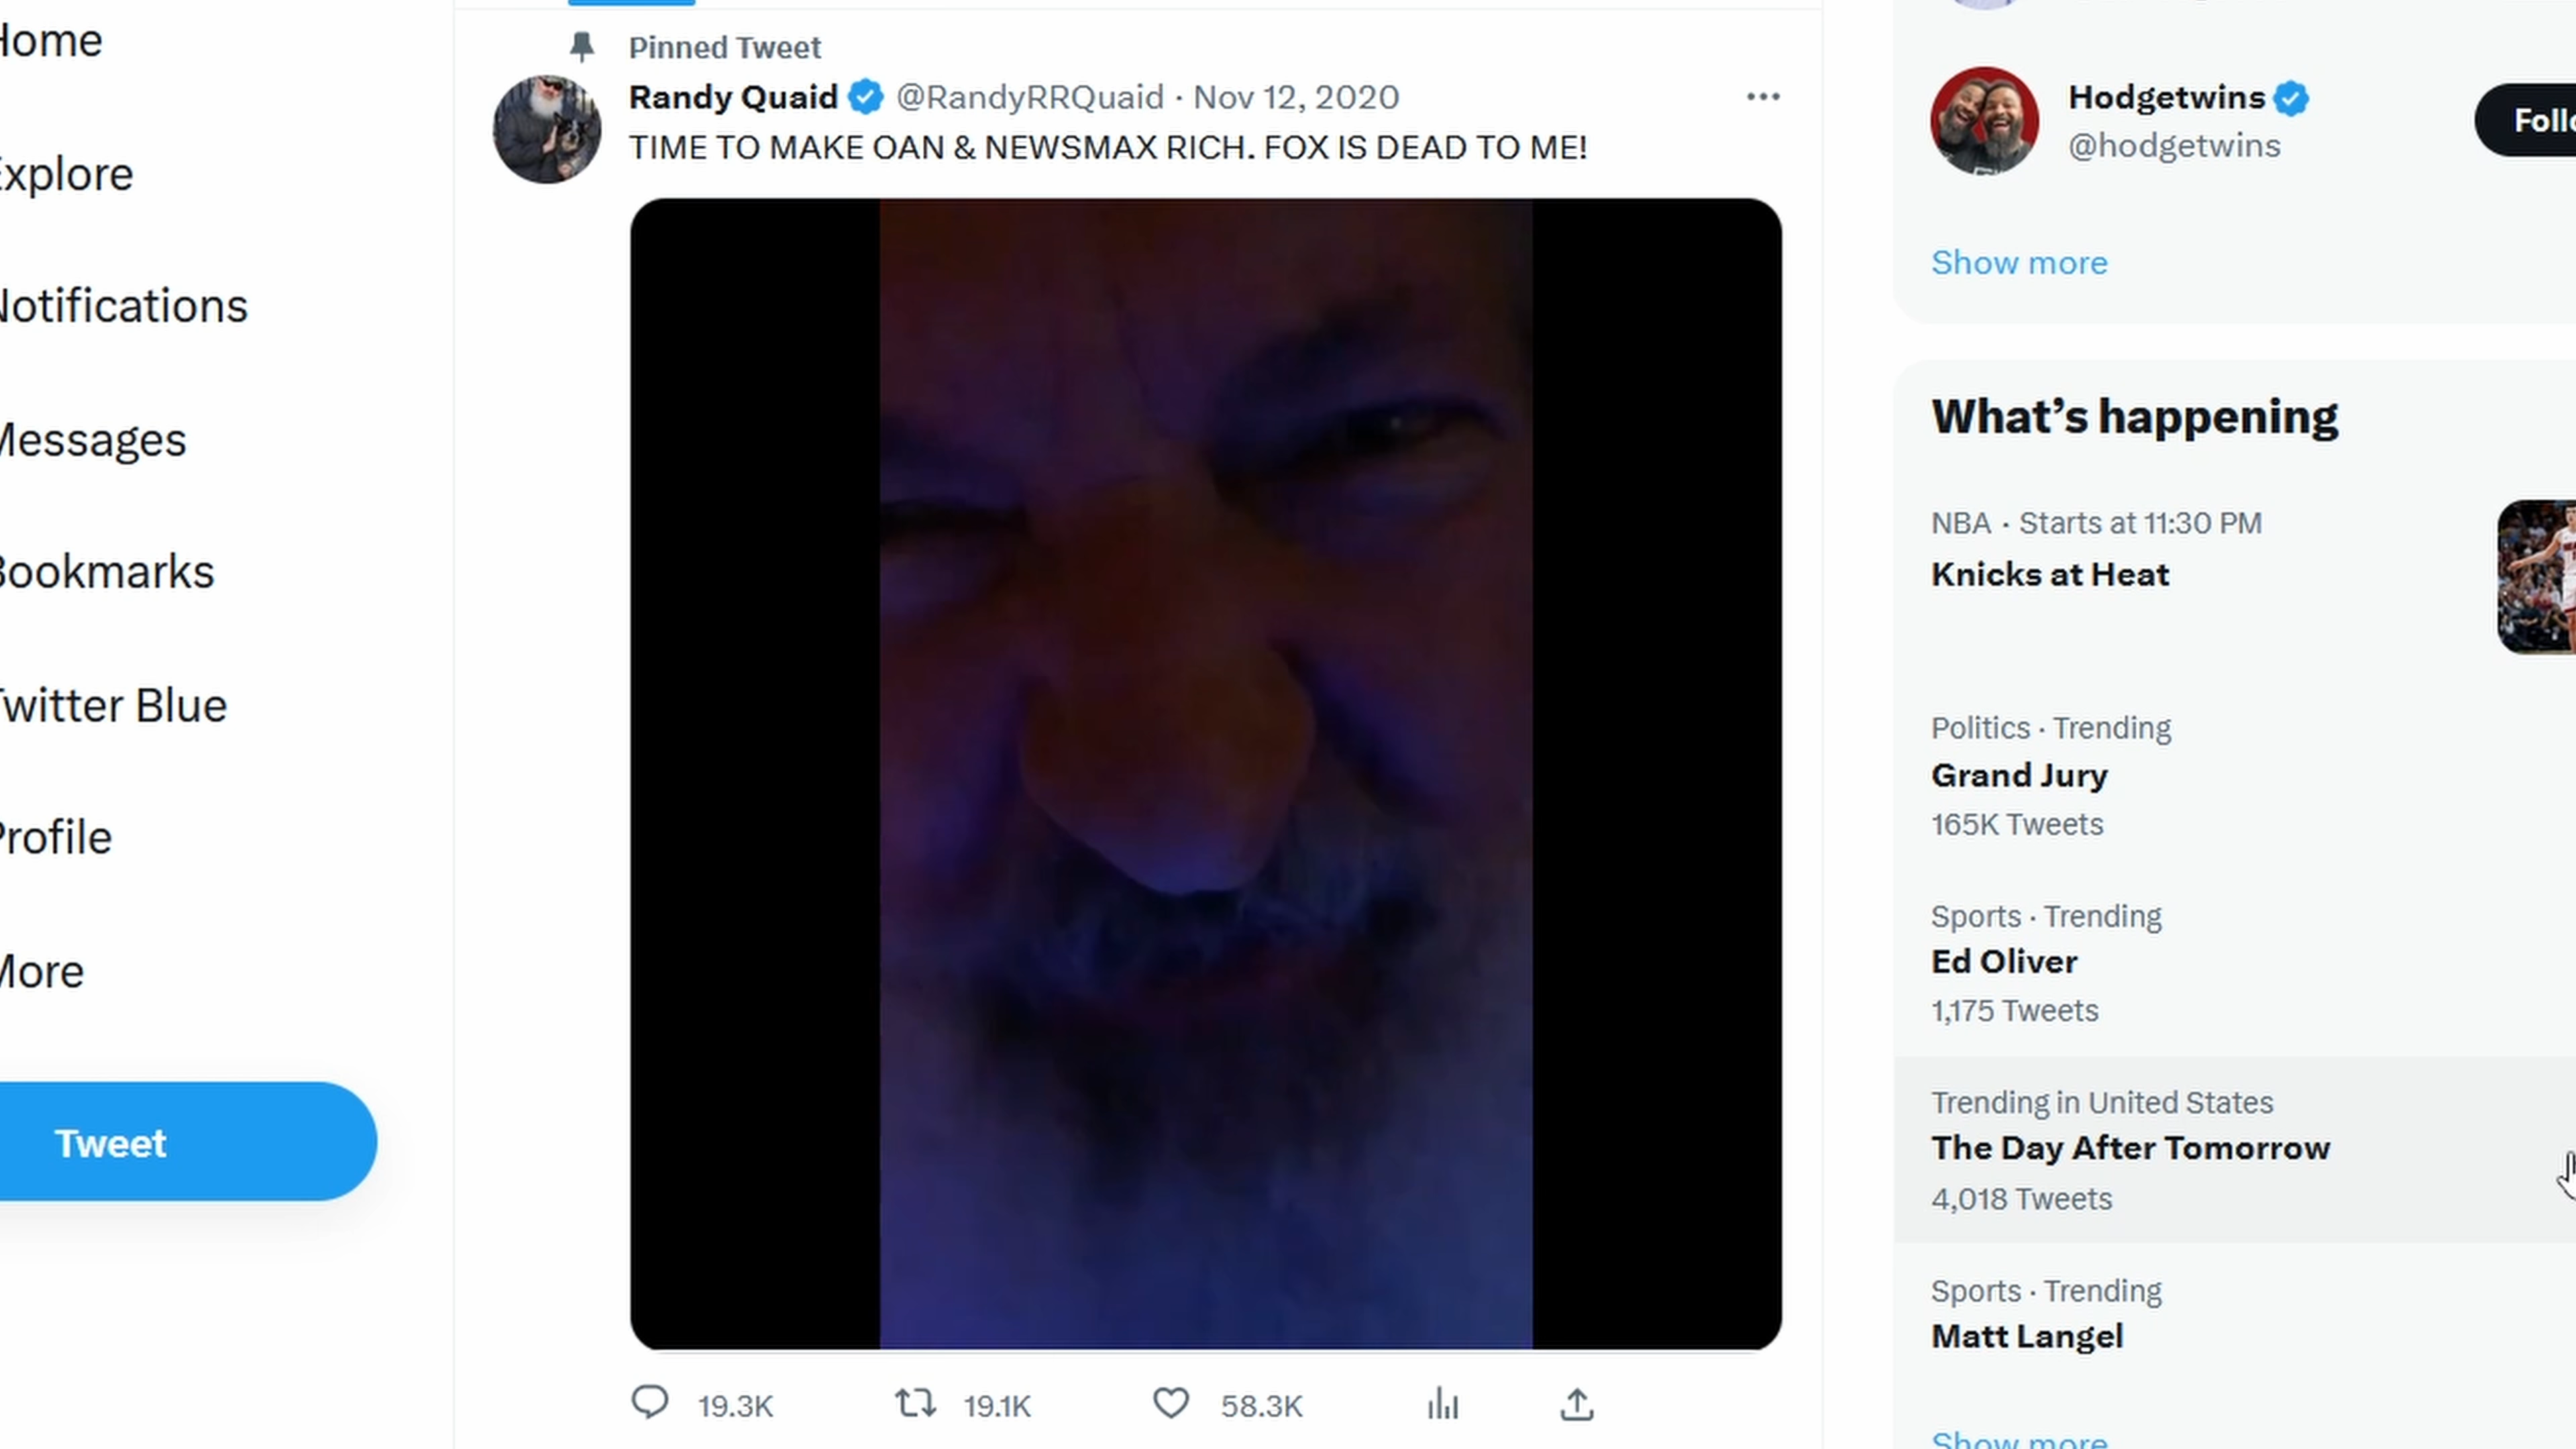 Home
Explore
Notifications
Messages
Bookmarks
Twitter Blue
Profile
More
Tweet
Pinned Tweet
Randy Quaid @RandyRRQuaid · Nov 12, 2020
TIME TO MAKE OAN & NEWSMAX RICH. FOX IS DEAD TO ME!
19.3K 19.1K 58.3K
Hodgetwins
@hodgetwins
Follo
Show more
What's happening
NBA · Starts at 11:30 PM
Knicks at Heat
Politics · Trending
Grand Jury
165K Tweets
Sports · Trending
Ed Oliver
1,175 Tweets
Trending in United States
The Day After Tomorrow
4,018 Tweets
Sports · Trending
Matt Langel
Show more